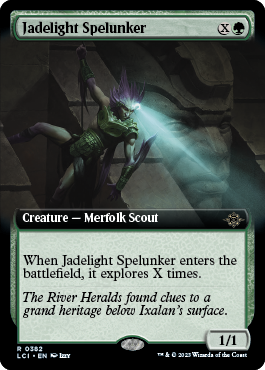 Jadelight Spelunker X
Creature — Merfolk Scout
When Jadelight Spelunker enters the
battlefield, it explores X times.
The River Heralds found clues to a
grand heritage below Ixalan's surface.
1/1
R 0382
LCI • EN Izzy
™ & © 2023 Wizards of the Coast